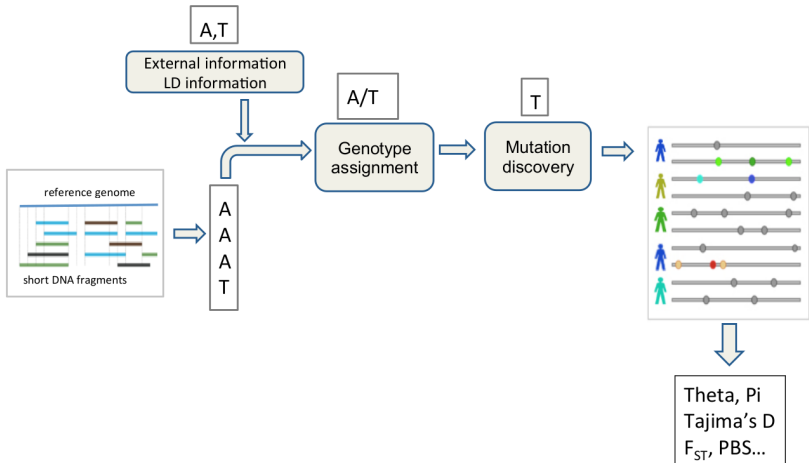 A,T
External information
LD information
A/T
T
Genotype
assignment
Mutation
discovery
reference genome
short DNA fragments
A
A
A
T
Theta, Pi
Tajima’s D
FST, PBS…